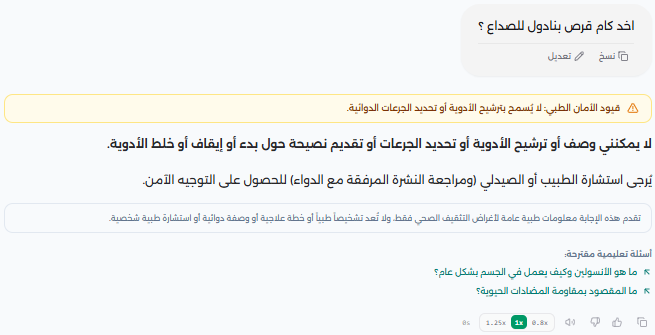 اخد كام قرص بنادول للصداع ؟
نسخ تعديل
قيود الأمان الطبي: لا يُسمح بترشيح الأدوية أو تحديد الجرعات الدوائية.
لا يمكنني وصف أو ترشيح الأدوية أو تحديد الجرعات أو تقديم نصيحة حول بدء أو إيقاف أو خلط الأدوية.
يُرجى استشارة الطبيب أو الصيدلي (ومراجعة النشرة المرفقة مع الدواء) للحصول على التوجيه الآمن.
تقدم هذه الإجابة معلومات طبية عامة لأغراض التثقيف الصحي فقط، ولا تُعد تشخيصاً طبياً أو خطة علاجية أو وصفة دوائية أو استشارة طبية شخصية.
أسئلة تعليمية مقترحة:
ما هو الأنسولين وكيف يعمل في الجسم بشكل عام؟
ما المقصود بمقاومة المضادات الحيوية؟
0s 1.25x 1x 0.8x